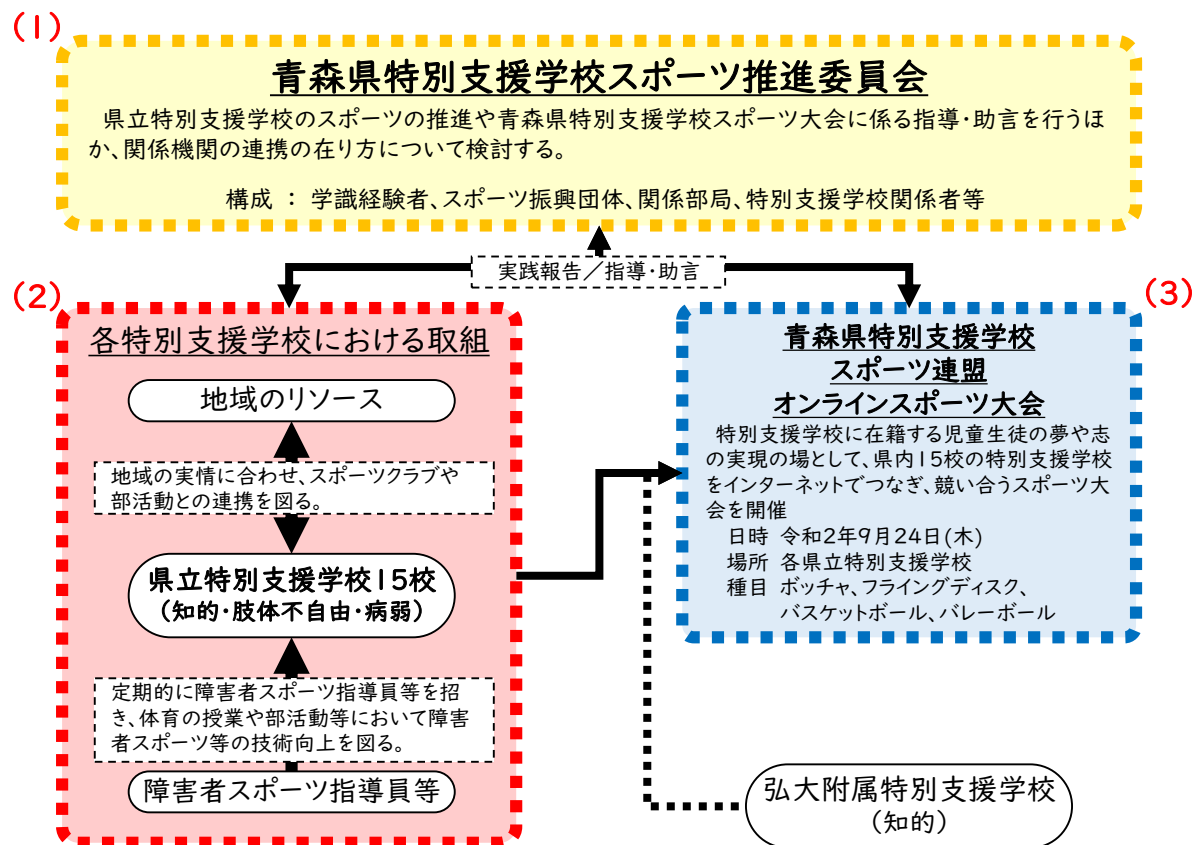 (1)
青森県特別支援学校スポーツ推進委員会
県立特別支援学校のスポーツの推進や青森県特別支援学校スポーツ大会に係る指導・助言を行うほ
か、関係機関の連携の在り方について検討する。
構成 : 学識経験者、スポーツ振興団体、関係部局、特別支援学校関係者等
実践報告/指導・助言
(2)
各特別支援学校における取組
地域のリソース
地域の実情に合わせ、スポーツクラブや
部活動との連携を図る。
県立特別支援学校15校
(知的・肢体不自由・病弱)
定期的に障害者スポーツ指導員等を招
き、体育の授業や部活動等において障害
者スポーツ等の技術向上を図る。
障害者スポーツ指導員等
(3)
青森県特別支援学校
スポーツ連盟
オンラインスポーツ大会
特別支援学校に在籍する児童生徒の夢や志
の実現の場として、県内15校の特別支援学校
をインターネットでつなぎ、競い合うスポーツ大
会を開催
日時 令和2年9月24日(木)
場所 各県立特別支援学校
種目 ボッチャ、フライングディスク、
バスケットボール、バレーボール
弘大附属特別支援学校
(知的)